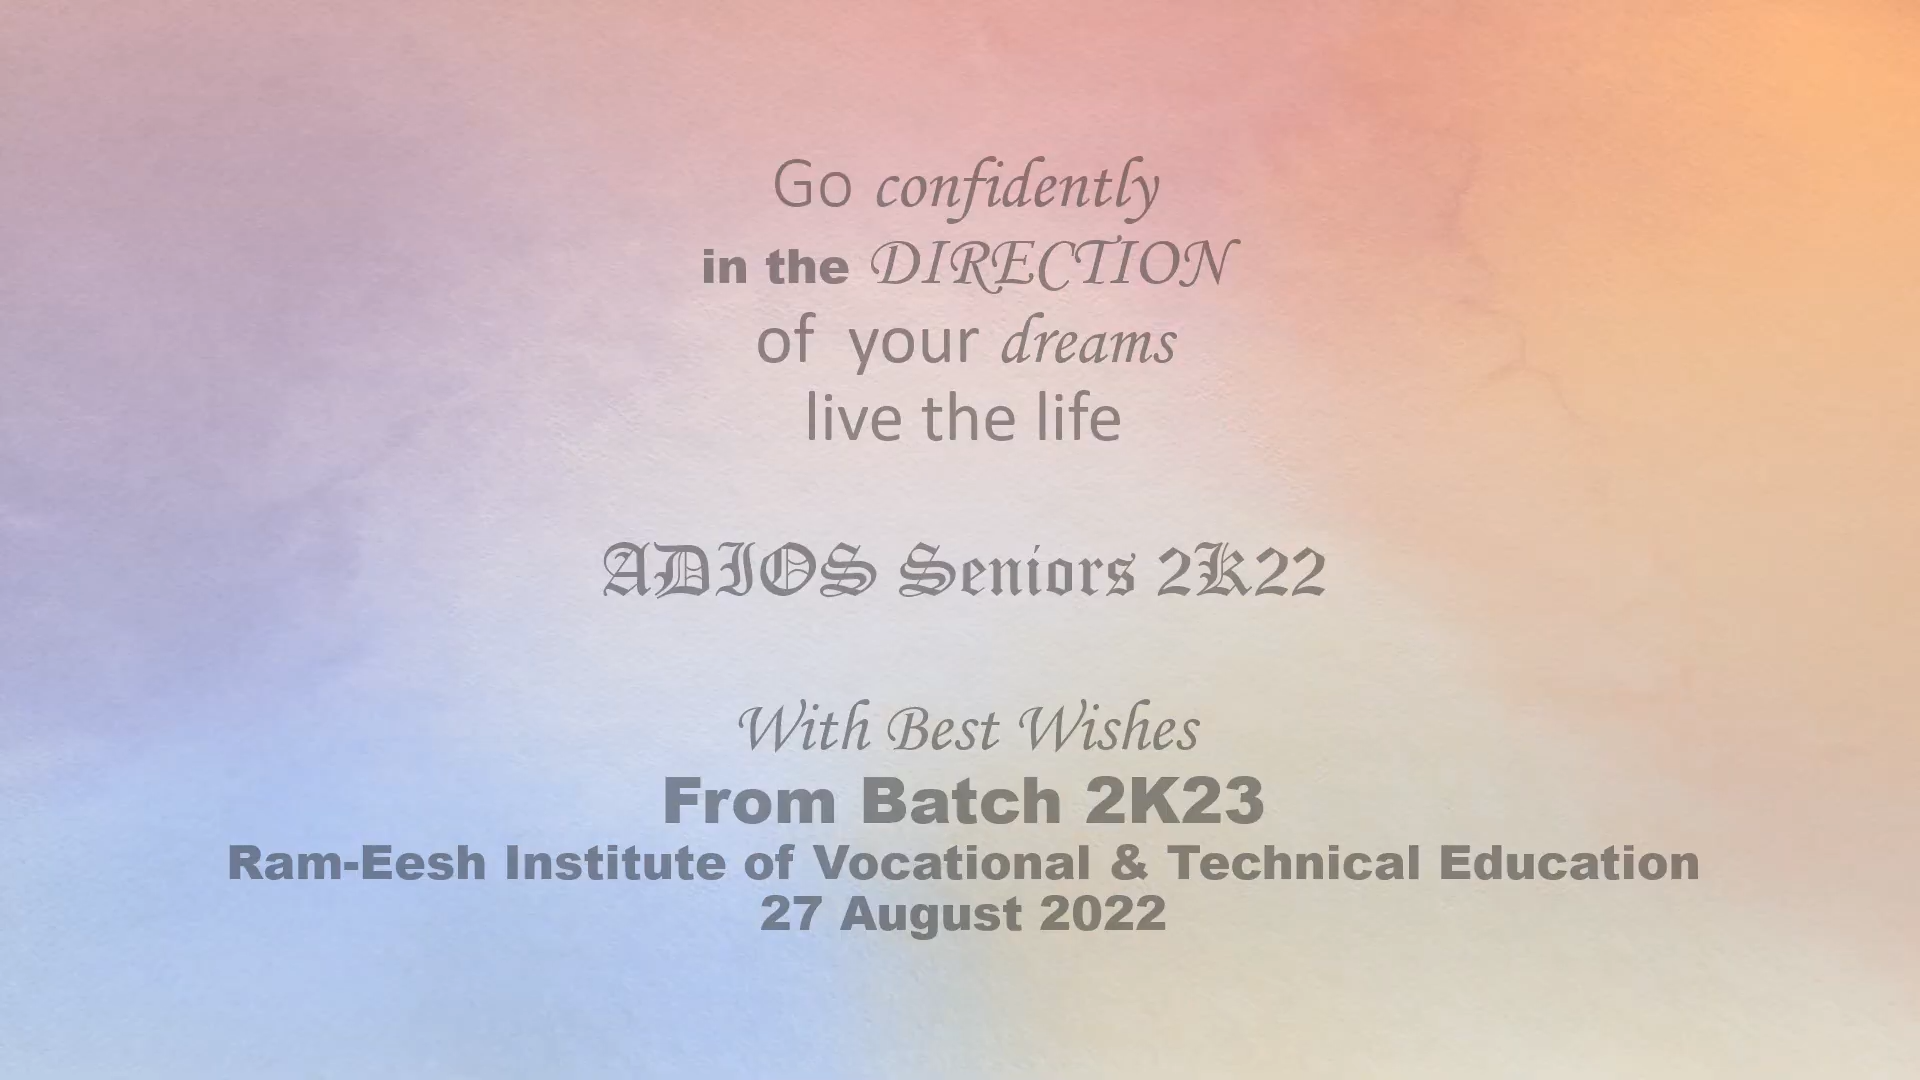 Go confidently
in the DIRECTION
of your dreams
live the life
ADIOS Seniors 2k22
With Best Wishes
From Batch 2K23
Ram-Eesh Institute of Vocational & Technical Education
27 August 2022